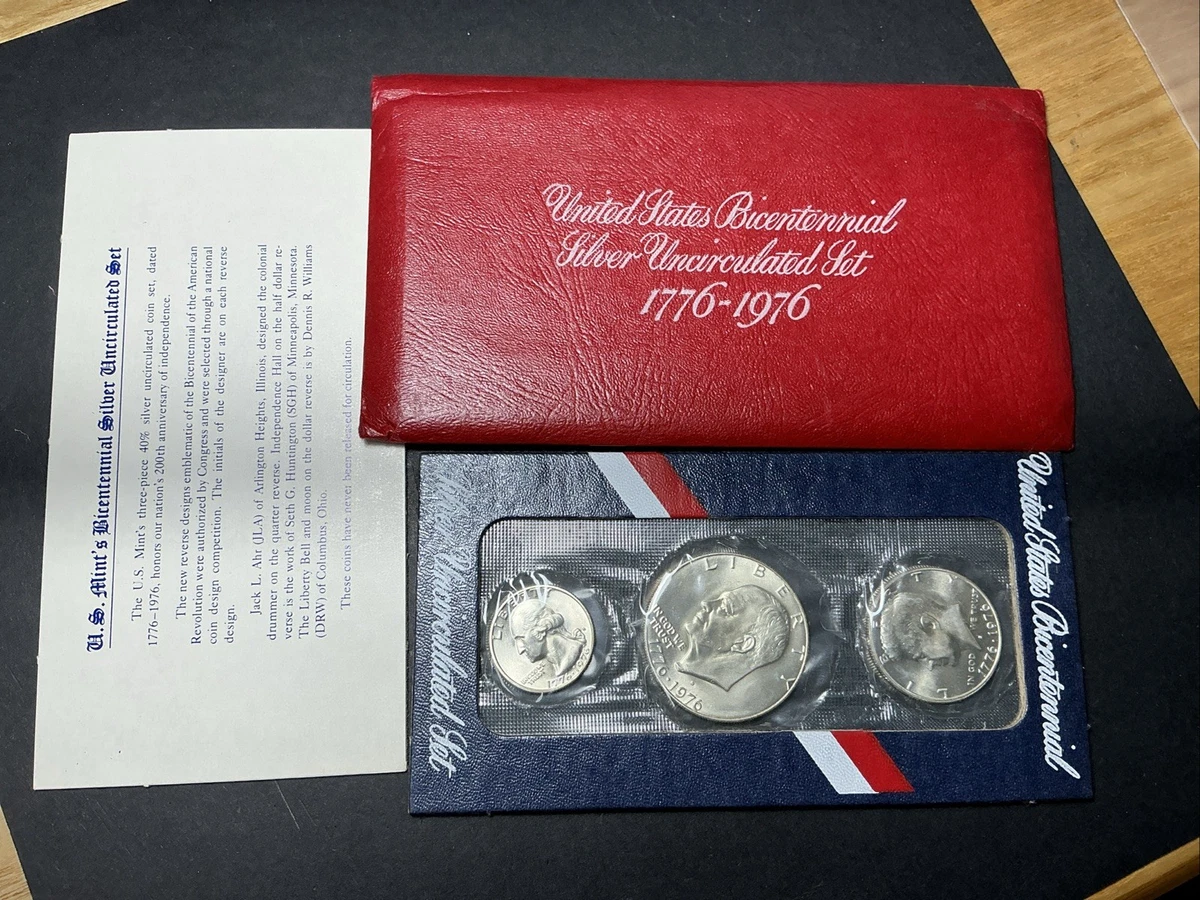 United States Bicentennial
Silver Uncirculated Set
1776-1976
U.S. Mint's Bicentennial Silver Uncirculated Set
The U.S. Mint's three-piece 40% silver uncirculated coin set, dated
1776–1976, honors our nation's 200th anniversary of independence.
The new reverse designs emblematic of the Bicentennial of the American
Revolution were authorized by Congress and were selected through a national
coin design competition. The initials of the designer are on each reverse
design.
Jack L. Ahr (JLA) of Arlington Heights, Illinois, designed the colonial
drummer on the quarter reverse. Independence Hall on the half dollar re-
verse is the work of Seth G. Huntington (SGH) of Minneapolis, Minnesota.
The Liberty Bell and moon on the dollar reverse is by Dennis R. Williams
(DRW) of Columbus, Ohio.
These coins have never been released for circulation.
United States Bicentennial
Silver Uncirculated Set
LIBERTY
LIBERTY
IN GOD WE
TRUST
1776-1976
LIBERTY
IN GOD WE TRUST
1776-1976